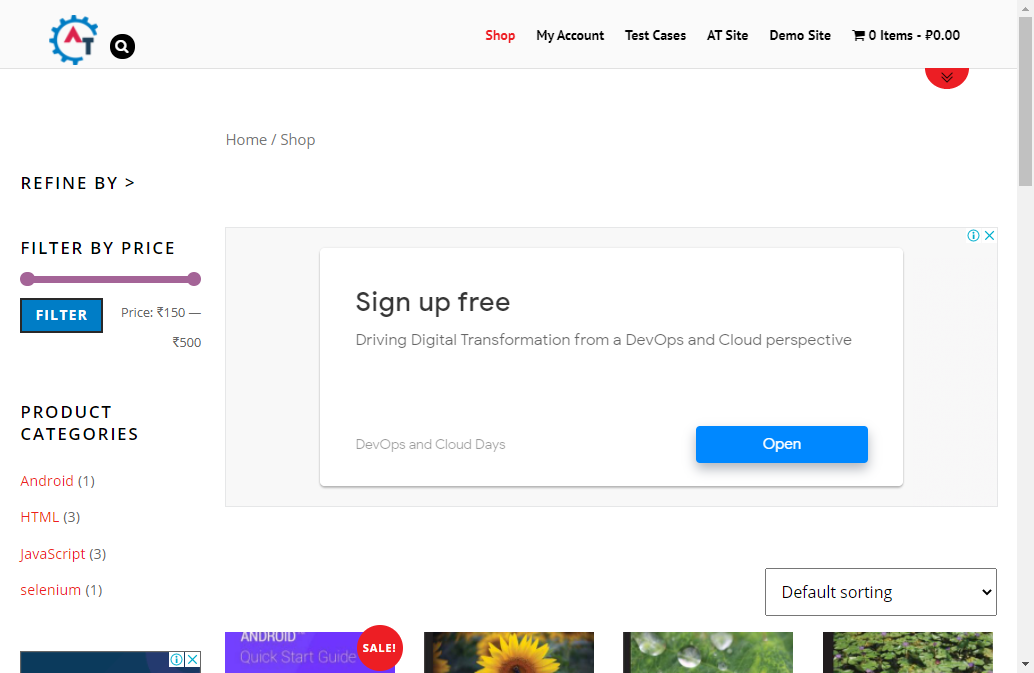 AT
Shop My Account Test Cases AT Site Demo Site 0 Items - ₽0.00
Home / Shop
REFINE BY >
FILTER BY PRICE
FILTER
Price: ₹150 —
₹500
PRODUCT
CATEGORIES
Android (1)
HTML (3)
JavaScript (3)
selenium (1)
Sign up free
Driving Digital Transformation from a DevOps and Cloud perspective
DevOps and Cloud Days
Open
Default sorting
ANDROID
Quick Start Guide
SALE!